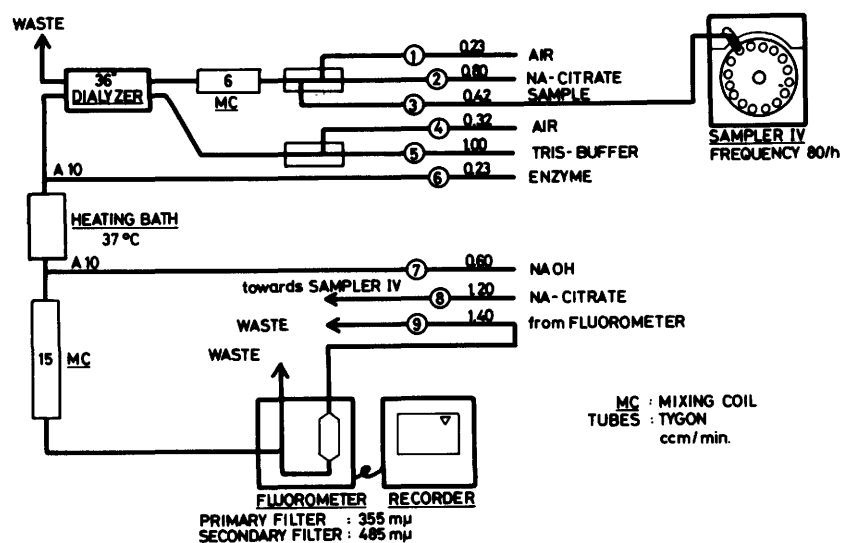 WASTE
36"
DIALYZER
6
MC
1 0.23 AIR
2 0.80 NA-CITRATE
3 0.42 SAMPLE
4 0.32 AIR
5 1.00 TRIS-BUFFER
6 0.23 ENZYME
SAMPLER IV
FREQUENCY 80/h
A 10
HEATING BATH
37 °C
A 10
7 0.60 NAOH
towards SAMPLER IV 8 1.20 NA-CITRATE
WASTE 9 1.40 from FLUOROMETER
WASTE
15 MC
MC : MIXING COIL
TUBES : TYGON
ccm/min.
FLUOROMETER RECORDER
PRIMARY FILTER : 355 mµ
SECONDARY FILTER : 485 mµ